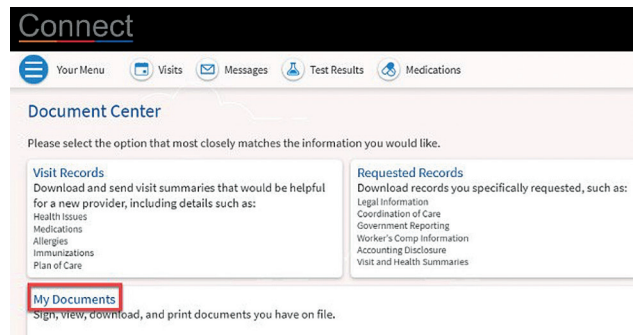 Connect
Your Menu Visits Messages Test Results Medications
Document Center
Please select the option that most closely matches the information you would like.
Visit Records
Download and send visit summaries that would be helpful
for a new provider, including details such as:
Health Issues
Medications
Allergies
Immunizations
Plan of Care
Requested Records
Download records you specifically requested, such as:
Legal Information
Coordination of Care
Government Reporting
Worker's Comp Information
Accounting Disclosure
Visit and Health Summaries
My Documents
Sign, view, download, and print documents you have on file.